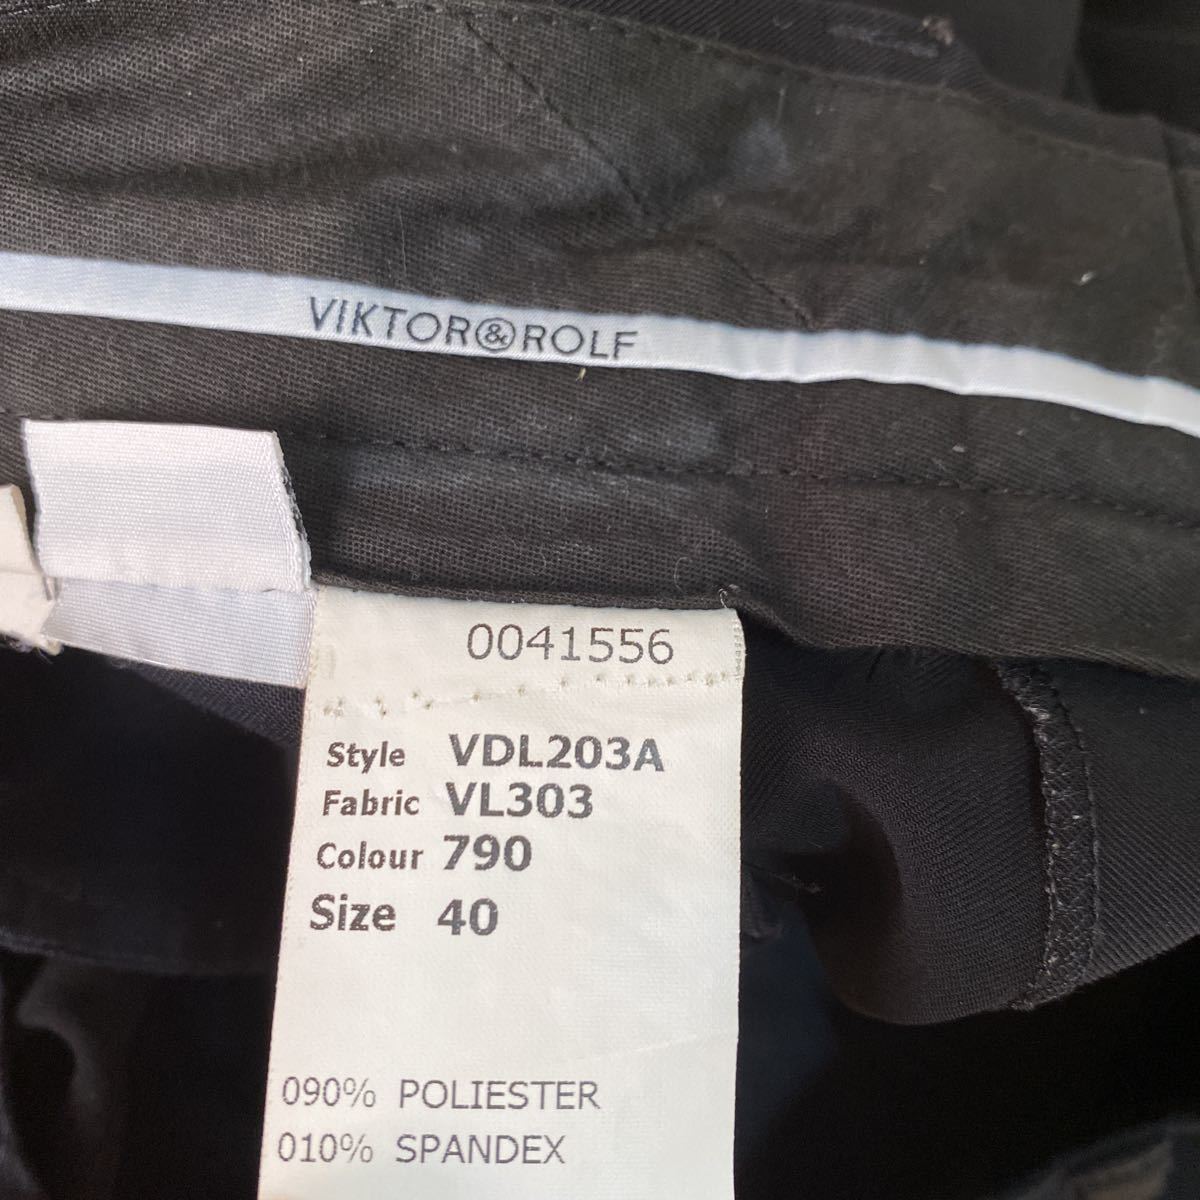 VIKTOR&ROLF
0041556
Style VDL203A
Fabric VL303
Colour 790
Size 40
090% POLIESTER
010% SPANDEX